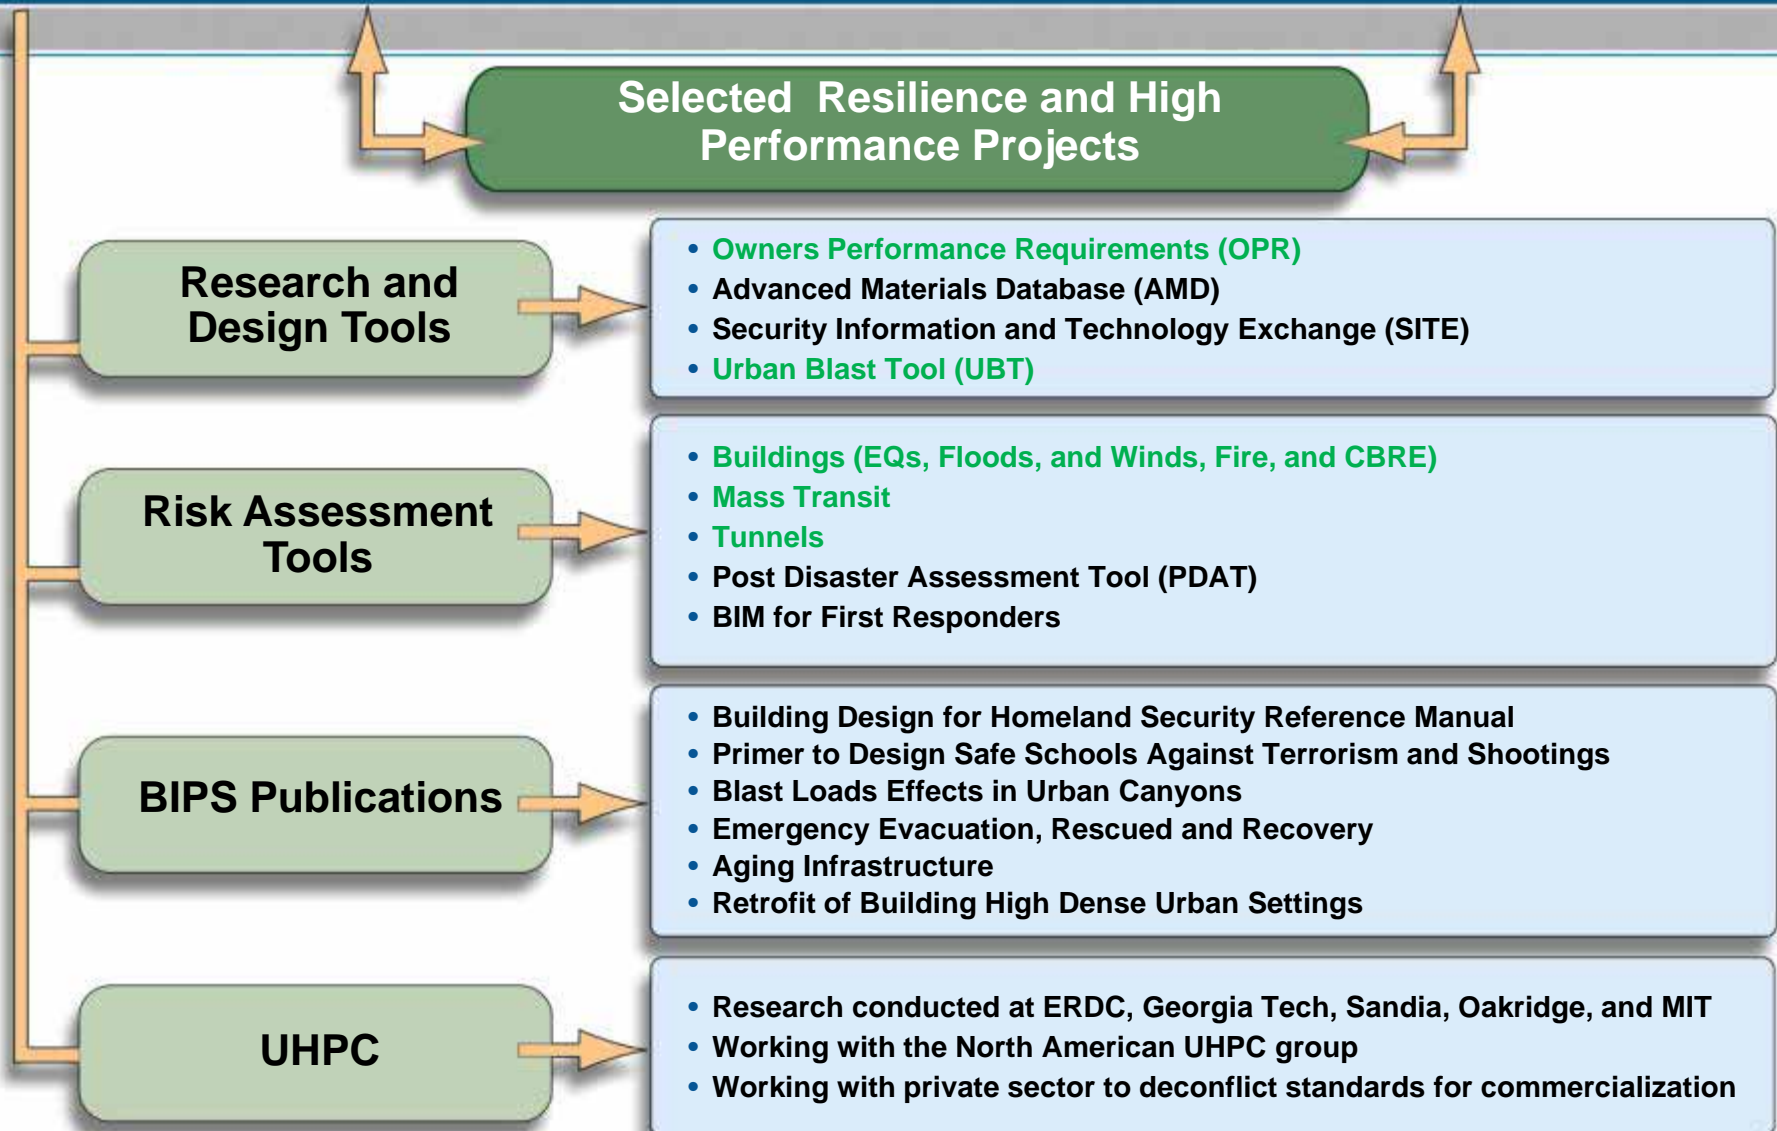 Selected Resilience and High
Performance Projects
Research and
Design Tools
• Owners Performance Requirements (OPR)
• Advanced Materials Database (AMD)
• Security Information and Technology Exchange (SITE)
• Urban Blast Tool (UBT)
Risk Assessment
Tools
• Buildings (EQs, Floods, and Winds, Fire, and CBRE)
• Mass Transit
• Tunnels
• Post Disaster Assessment Tool (PDAT)
• BIM for First Responders
BIPS Publications
• Building Design for Homeland Security Reference Manual
• Primer to Design Safe Schools Against Terrorism and Shootings
• Blast Loads Effects in Urban Canyons
• Emergency Evacuation, Rescued and Recovery
• Aging Infrastructure
• Retrofit of Building High Dense Urban Settings
UHPC
• Research conducted at ERDC, Georgia Tech, Sandia, Oakridge, and MIT
• Working with the North American UHPC group
• Working with private sector to deconflict standards for commercialization